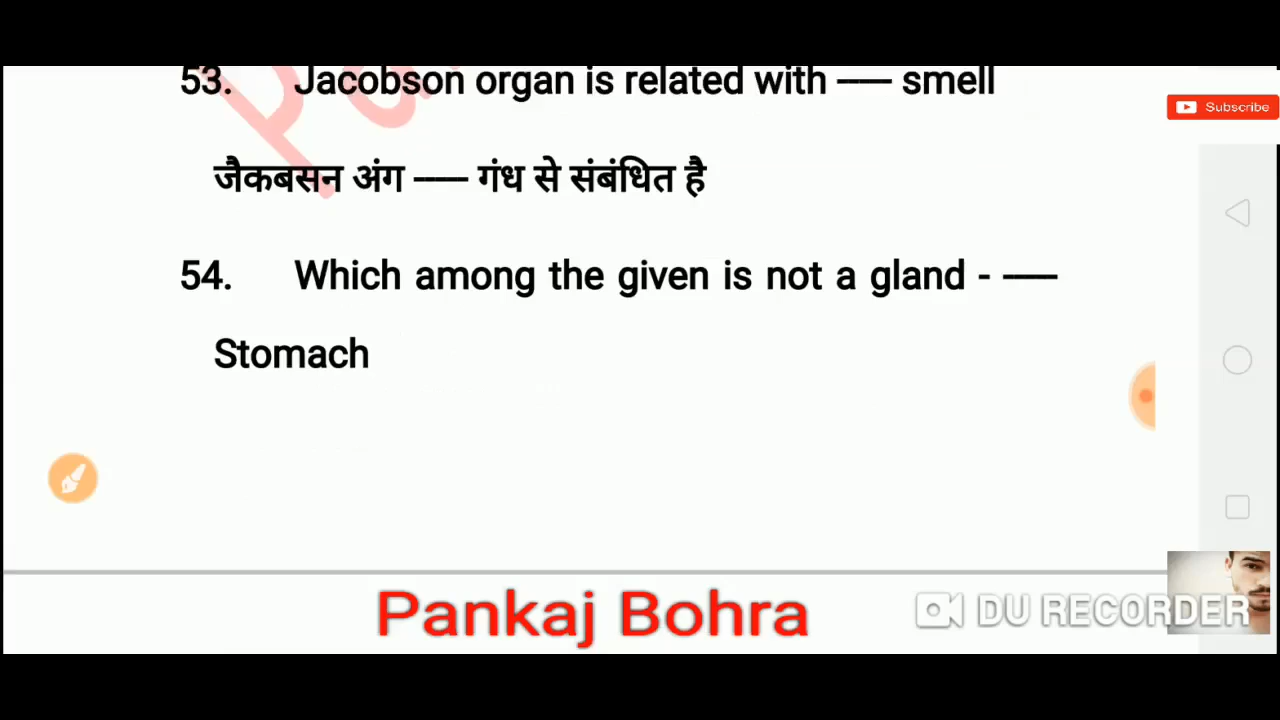 53. Jacobson organ is related with ----- smell
Subscribe
जैकबसन अंग ----- गंध से संबंधित है
54. Which among the given is not a gland - -----
Stomach
Pankaj Bohra
DU RECORDER